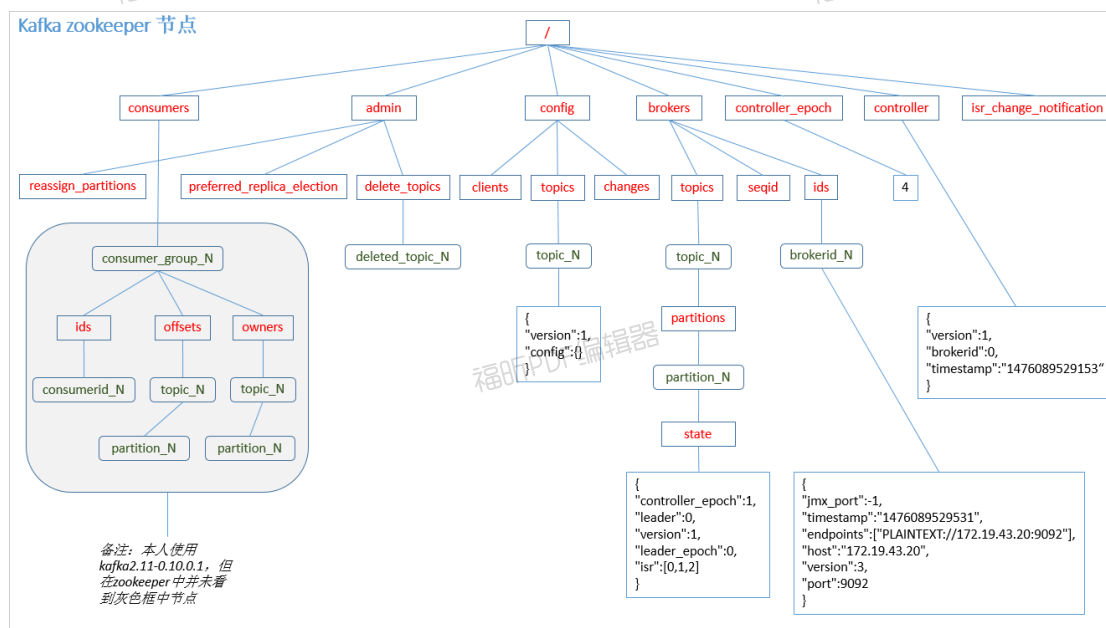 Kafka zookeeper 节点
/
consumers
admin
config
brokers
controller_epoch
controller
isr_change_notification
reassign_partitions
preferred_replica_election
delete_topics
clients
topics
changes
topics
seqid
ids
4
consumer_group_N
deleted_topic_N
topic_N
topic_N
brokerid_N
ids
offsets
owners
{
"version":1,
"config":{}
}
partitions
{
"version":1,
"brokerid":0,
"timestamp":"1476089529153“
}
consumerid_N
topic_N
topic_N
partition_N
partition_N
partition_N
state
{
"controller_epoch":1,
"leader":0,
"version":1,
"leader_epoch":0,
"isr":[0,1,2]
}
{
"jmx_port":-1,
"timestamp":"1476089529531",
"endpoints":["PLAINTEXT://172.19.43.20:9092"],
"host":"172.19.43.20",
"version":3,
"port":9092
}
备注：本人使用
kafka2.11-0.10.0.1，但
在zookeeper中并未看
到灰色框中节点
福昕PDF编辑器